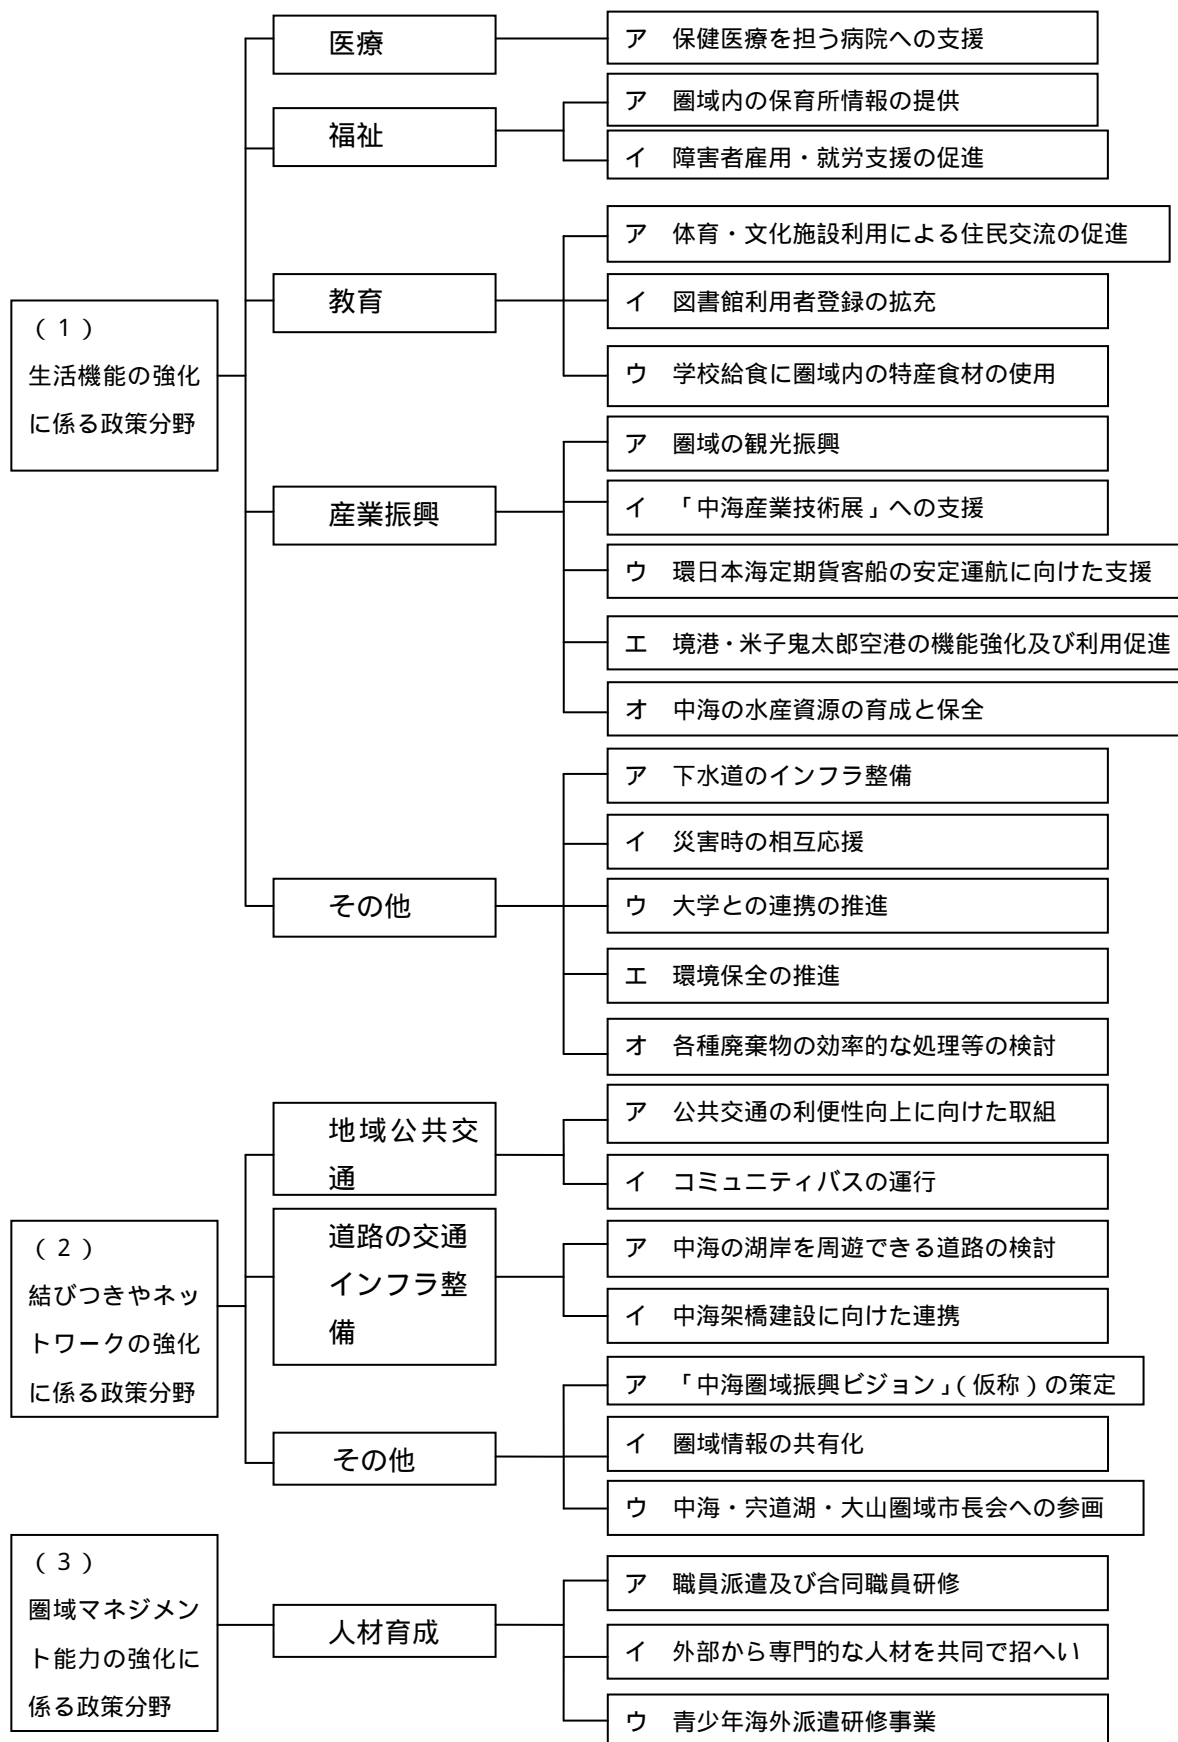 （１）
生活機能の強化
に係る政策分野
医療
ア　保健医療を担う病院への支援
福祉
ア　圏域内の保育所情報の提供
イ　障害者雇用・就労支援の促進
教育
ア　体育・文化施設利用による住民交流の促進
イ　図書館利用者登録の拡充
ウ　学校給食に圏域内の特産食材の使用
産業振興
ア　圏域の観光振興
イ　「中海産業技術展」への支援
ウ　環日本海定期貨客船の安定運航に向けた支援
エ　境港・米子鬼太郎空港の機能強化及び利用促進
オ　中海の水産資源の育成と保全
その他
ア　下水道のインフラ整備
イ　災害時の相互応援
ウ　大学との連携の推進
エ　環境保全の推進
オ　各種廃棄物の効率的な処理等の検討
（２）
結びつきやネッ
トワークの強化
に係る政策分野
地域公共交
通
ア　公共交通の利便性向上に向けた取組
イ　コミュニティバスの運行
道路の交通
インフラ整
備
ア　中海の湖岸を周遊できる道路の検討
イ　中海架橋建設に向けた連携
その他
ア　「中海圏域振興ビジョン」（仮称）の策定
イ　圏域情報の共有化
ウ　中海・宍道湖・大山圏域市長会への参画
（３）
圏域マネジメン
ト能力の強化に
係る政策分野
人材育成
ア　職員派遣及び合同職員研修
イ　外部から専門的な人材を共同で招へい
ウ　青少年海外派遣研修事業